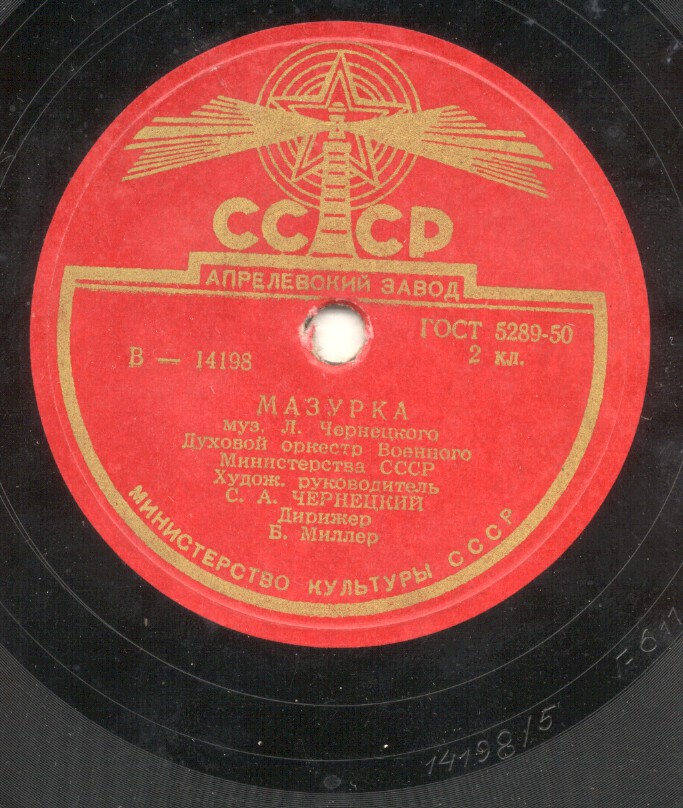 СССР
АПРЕЛЕВСКИЙ ЗАВОД
ГОСТ 5289-50
В — 14198
2 кл.
МАЗУРКА
муз. Л. Чернецкого
Духовой оркестр Военного
Министерства СССР
Худож. руководитель
С. А. ЧЕРНЕЦКИЙ
Дирижер
Б. Миллер
МИНИСТЕРСТВО КУЛЬТУРЫ СССР
14198/5